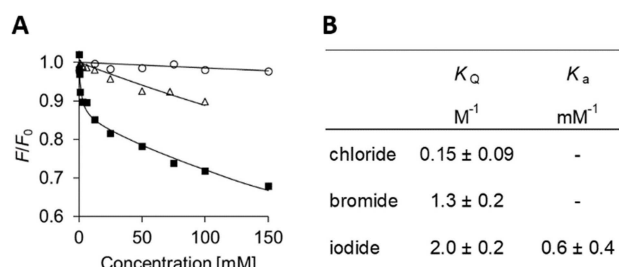 A
F/F0
1.0
0.9
0.8
0.7
0.6
0 50 100 150
Concentration [mM]
B
KQ Ka
M-1 mM-1
chloride 0.15 ± 0.09 -
bromide 1.3 ± 0.2 -
iodide 2.0 ± 0.2 0.6 ± 0.4